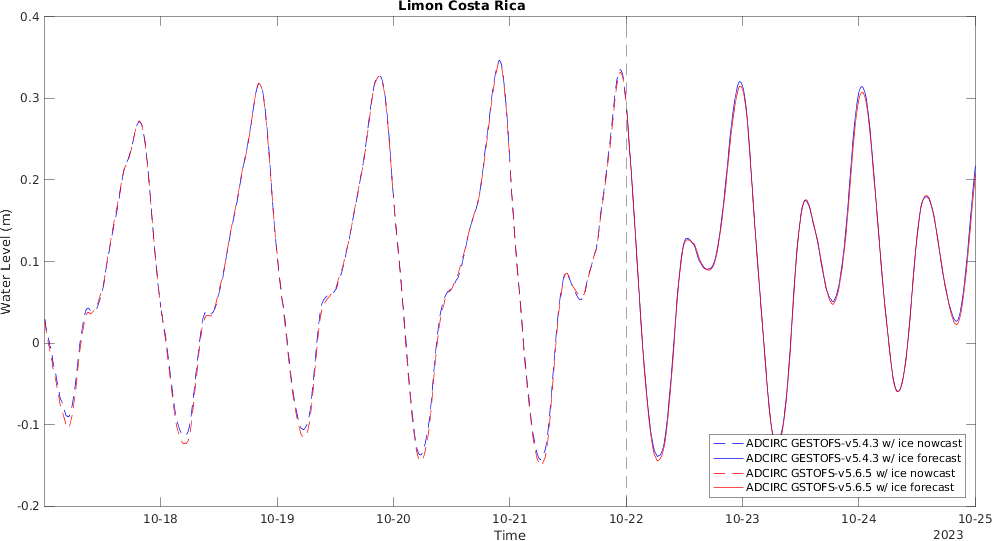 Limon Costa Rica
0.4
0.3
0.2
0.1
0
-0.1
-0.2
Water Level (m)
10-18 10-19 10-20 10-21 10-22 10-23 10-24 10-25
Time
2023
ADCIRC GESTOFS-v5.4.3 w/ ice nowcast
ADCIRC GESTOFS-v5.4.3 w/ ice forecast
ADCIRC GSTOFS-v5.6.5 w/ ice nowcast
ADCIRC GSTOFS-v5.6.5 w/ ice forecast